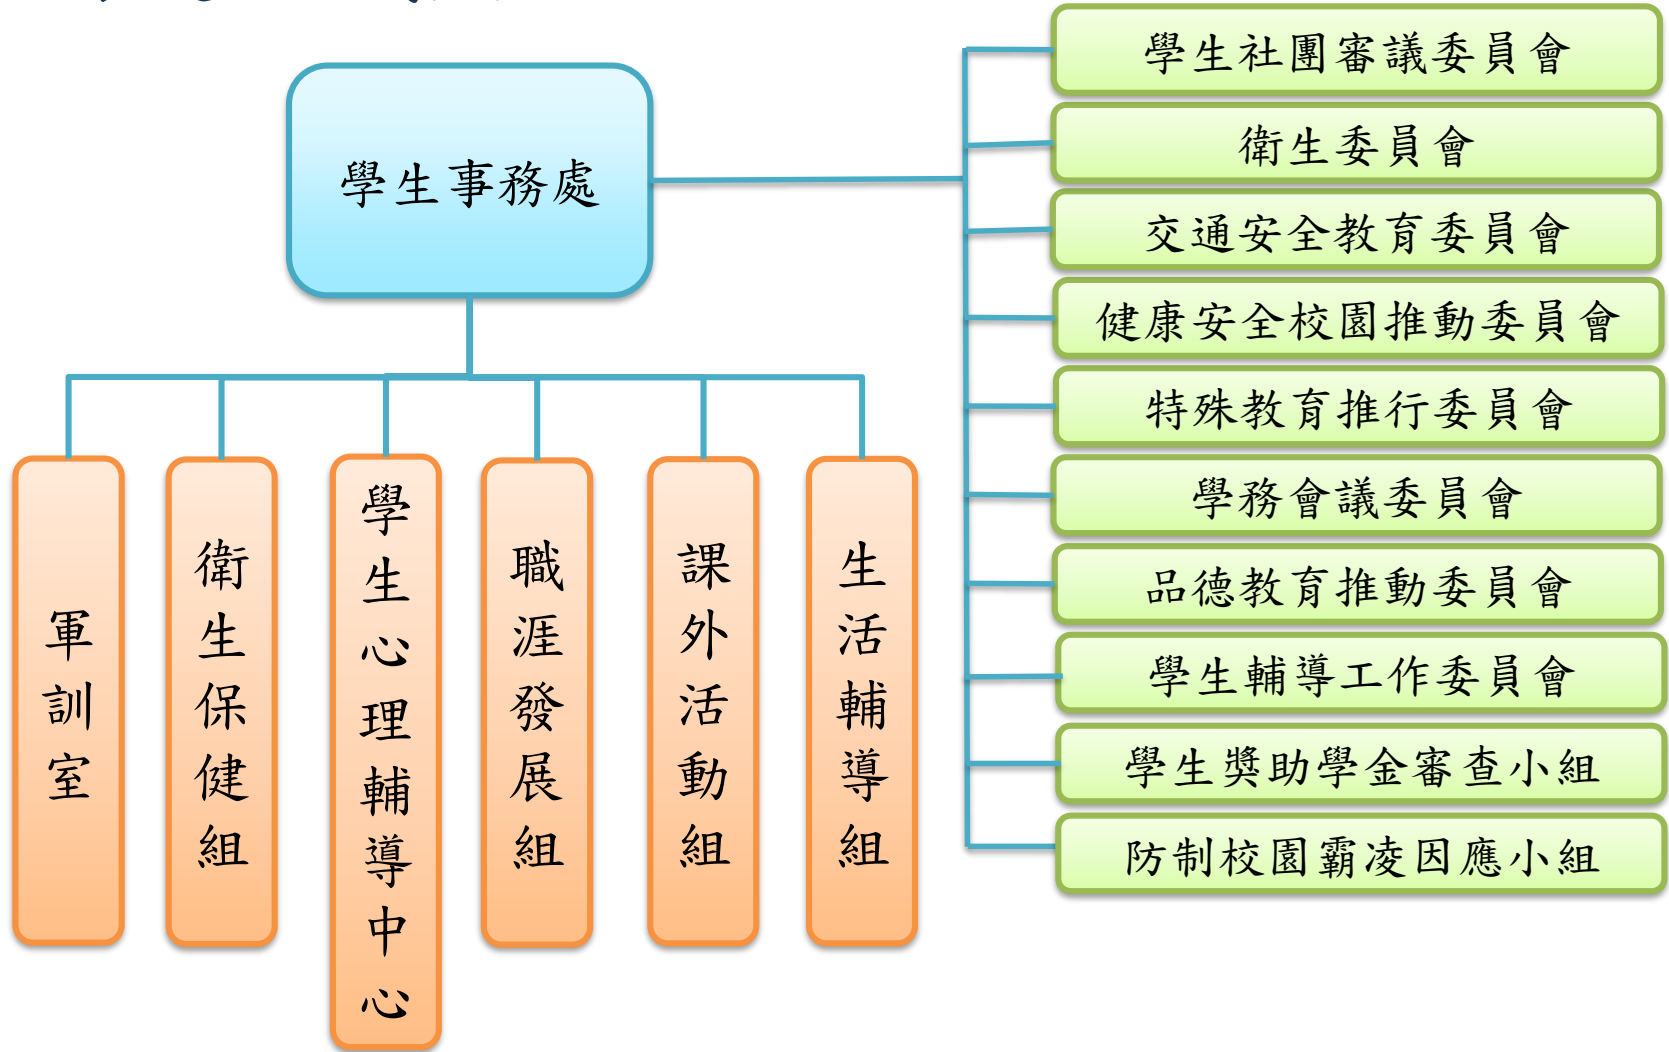 學生事務處
學生社團審議委員會
衛生委員會
交通安全教育委員會
健康安全校園推動委員會
特殊教育推行委員會
學務會議委員會
品德教育推動委員會
學生輔導工作委員會
學生獎助學金審查小組
防制校園霸凌因應小組
軍訓室
衛生保健組
學生心理輔導中心
職涯發展組
課外活動組
生活輔導組